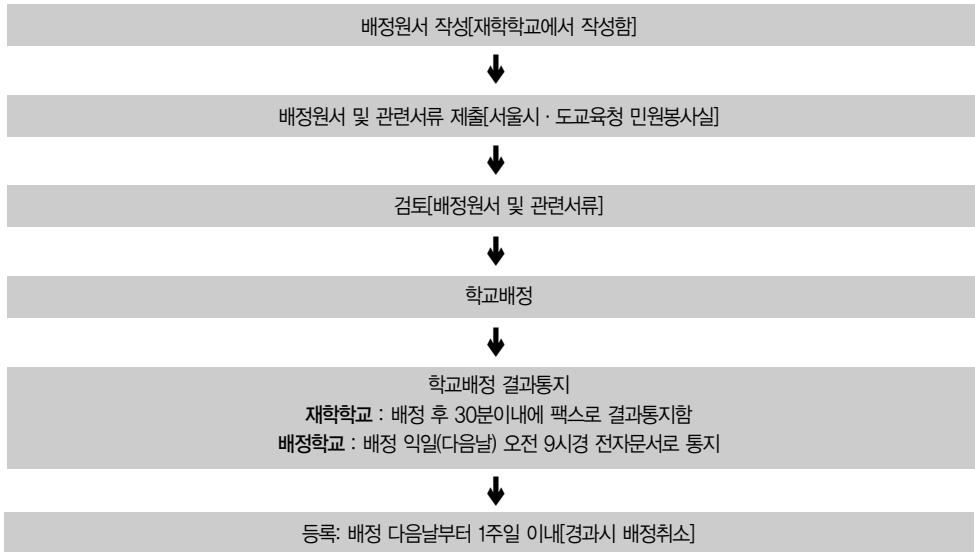 배정원서 작성[재학학교에서 작성함]
배정원서 및 관련서류 제출[서울시 · 도교육청 민원봉사실]
검토[배정원서 및 관련서류]
학교배정
학교배정 결과통지
재학학교 : 배정 후 30분이내에 팩스로 결과통지함
배정학교 : 배정 익일(다음날) 오전 9시경 전자문서로 통지
등록: 배정 다음날부터 1주일 이내[경과시 배정취소]